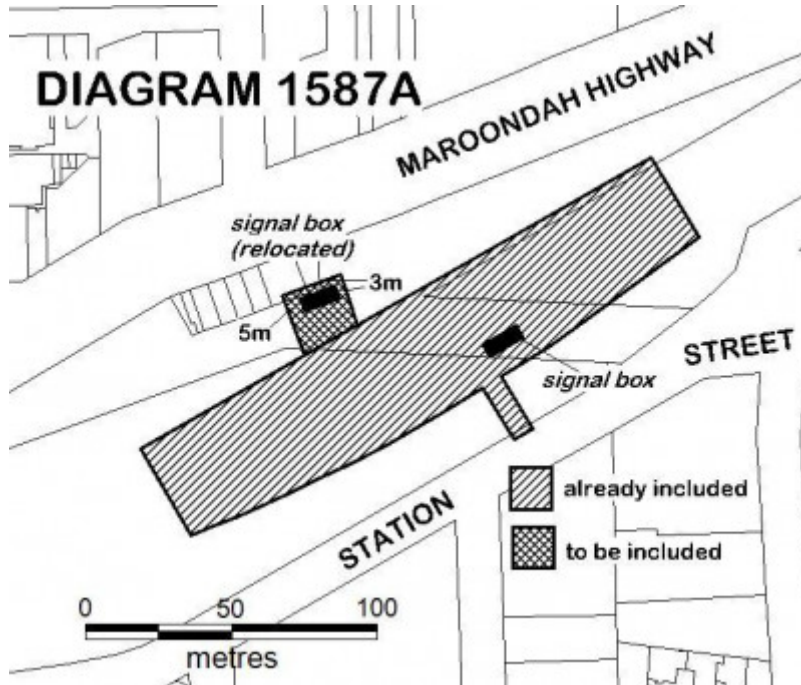 DIAGRAM 1587A
MAROONDAH HIGHWAY
signal box
(relocated)
3m
5m
signal box
STREET
STATION
already included
to be included
0 50 100
metres